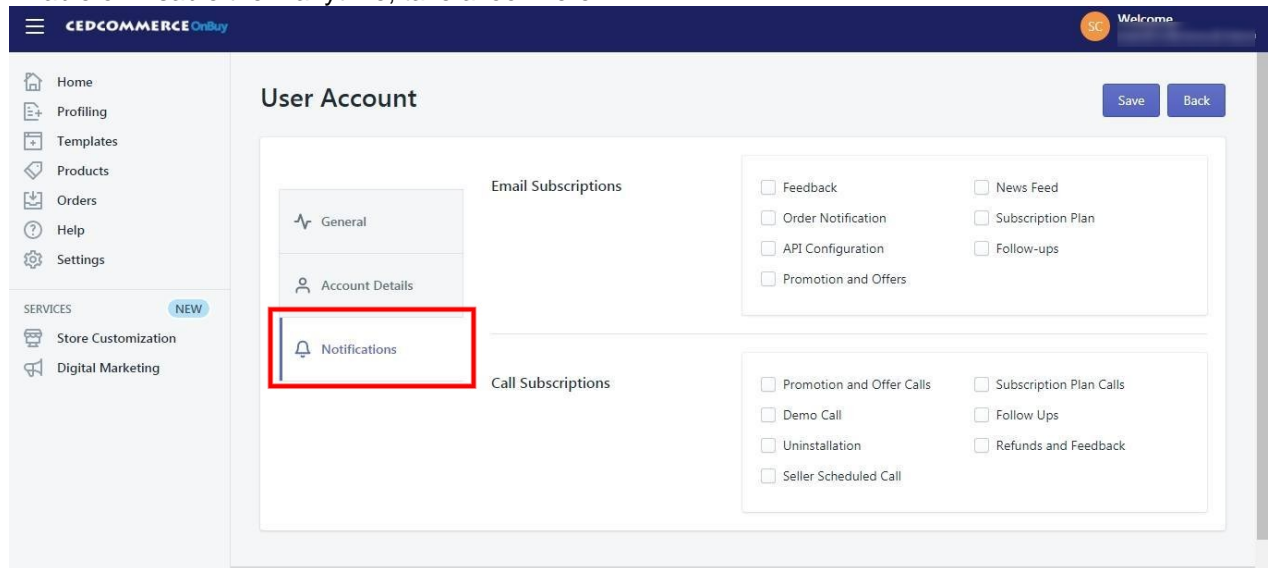 CEDCOMMERCE OnBuy
SC
Welcome
Home
Profiling
Templates
Products
Orders
Help
Settings
SERVICES NEW
Store Customization
Digital Marketing
User Account
Save Back
General
Account Details
Notifications
Email Subscriptions
Feedback News Feed
Order Notification Subscription Plan
API Configuration Follow-ups
Promotion and Offers
Call Subscriptions
Promotion and Offer Calls Subscription Plan Calls
Demo Call Follow Ups
Uninstallation Refunds and Feedback
Seller Scheduled Call